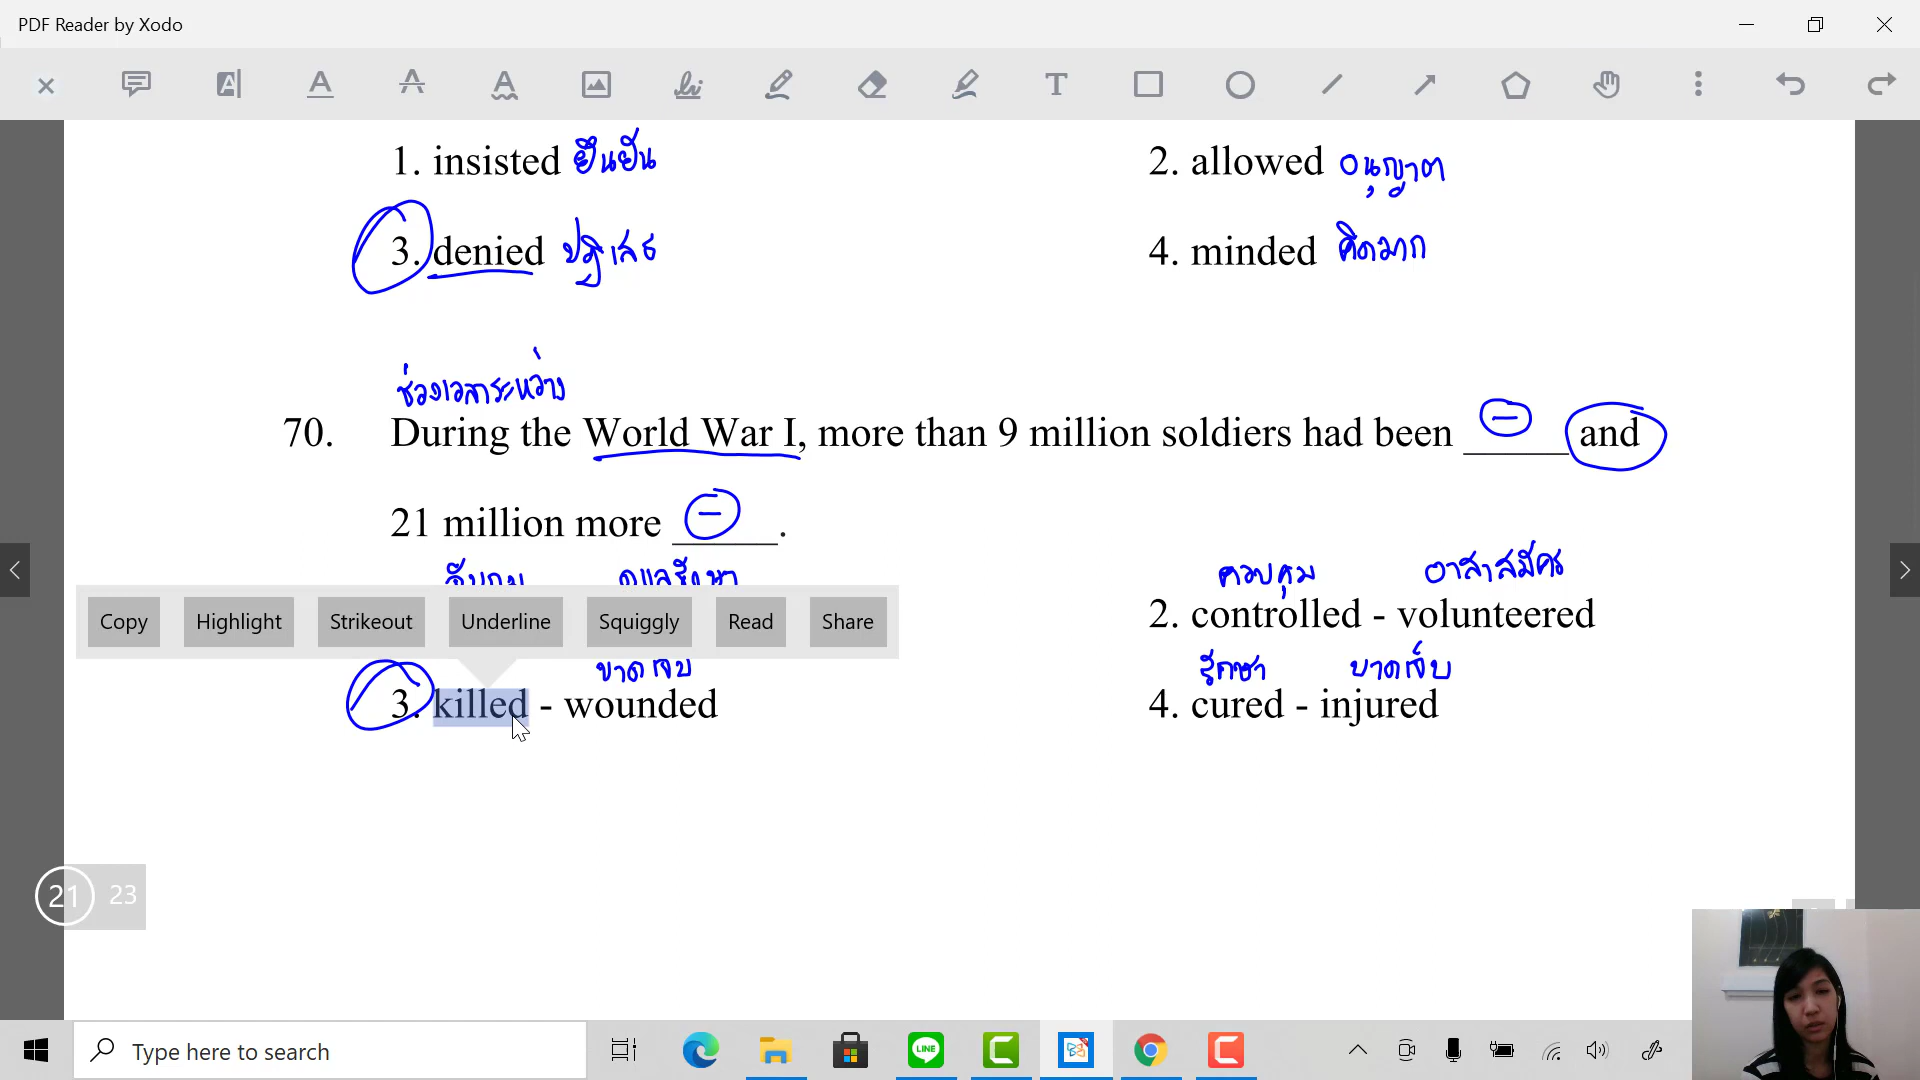 PDF Reader by Xodo
1. insisted ยืนยัน
2. allowed อนุญาต
3. denied ปฏิเสธ
4. minded คิดมาก
ช่วงเวลาระหว่าง
70. During the World War I, more than 9 million soldiers had been _____ and
21 million more _____.
ควบคุม อาสาสมัคร
Copy Highlight Strikeout Underline Squiggly Read Share
2. controlled - volunteered
บาดเจ็บ
รักษา บาดเจ็บ
3. killed - wounded
4. cured - injured
21 23
Type here to search
LINE